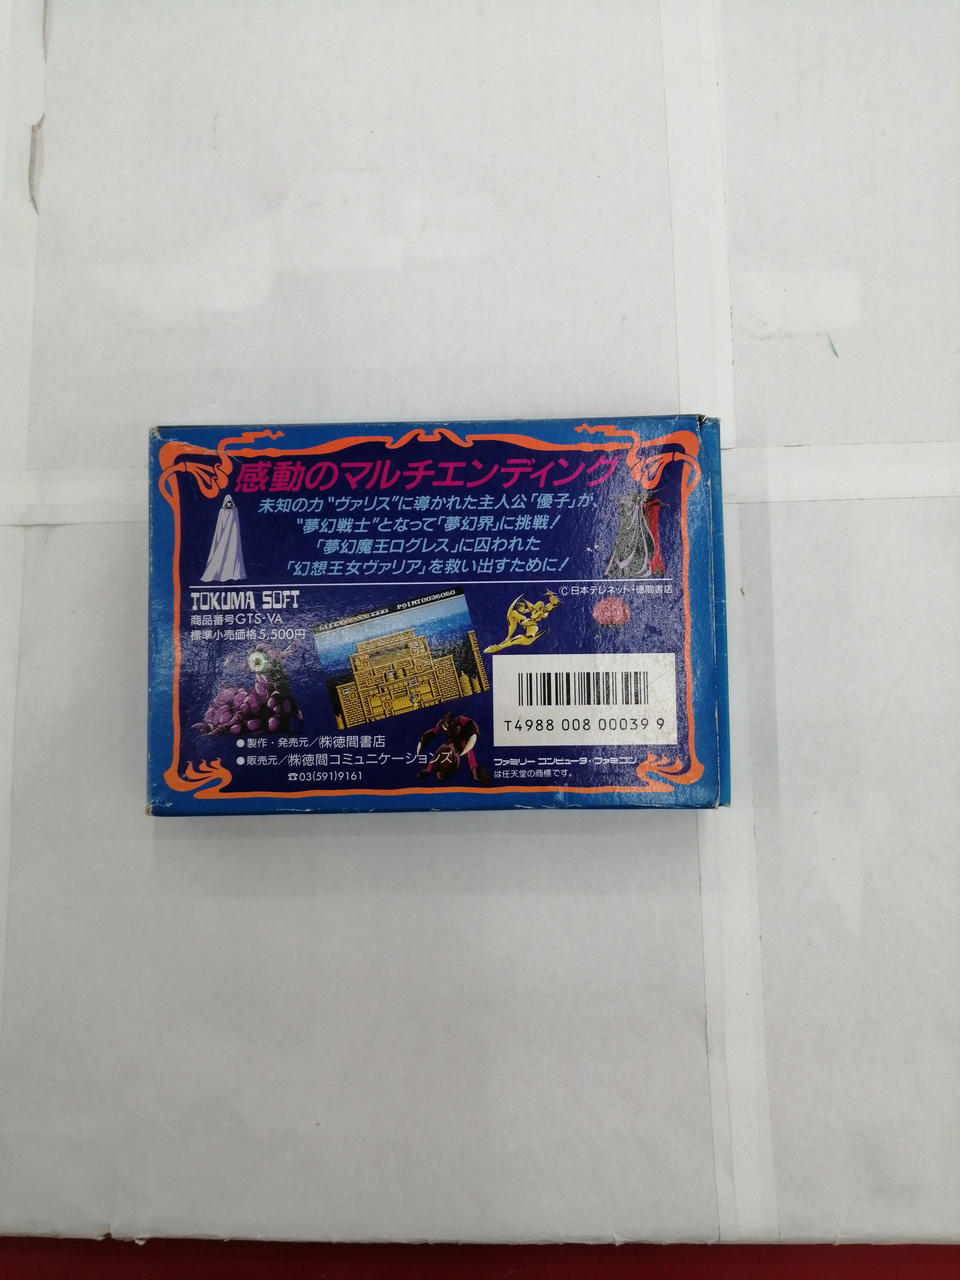 感動のマルチエンディング
未知の力“ヴァリス”に導かれた主人公「優子」が、
“夢幻戦士”となって「夢幻界」に挑戦！
「夢幻魔王ログレス」に囚われた
「幻想王女ヴァリア」を救い出すために！
©日本テレネット・徳間書店
TOKUMA SOFT
商品番号GTS-VA
標準小売価格5,500円
POINT0036060
T4988 008 00039 9
●製作・発売元／㈱徳間書店
●販売元／㈱徳間コミュニケーションズ
☎03(591)9161
ファミリーコンピュータ・ファミコン
は任天堂の商標です。